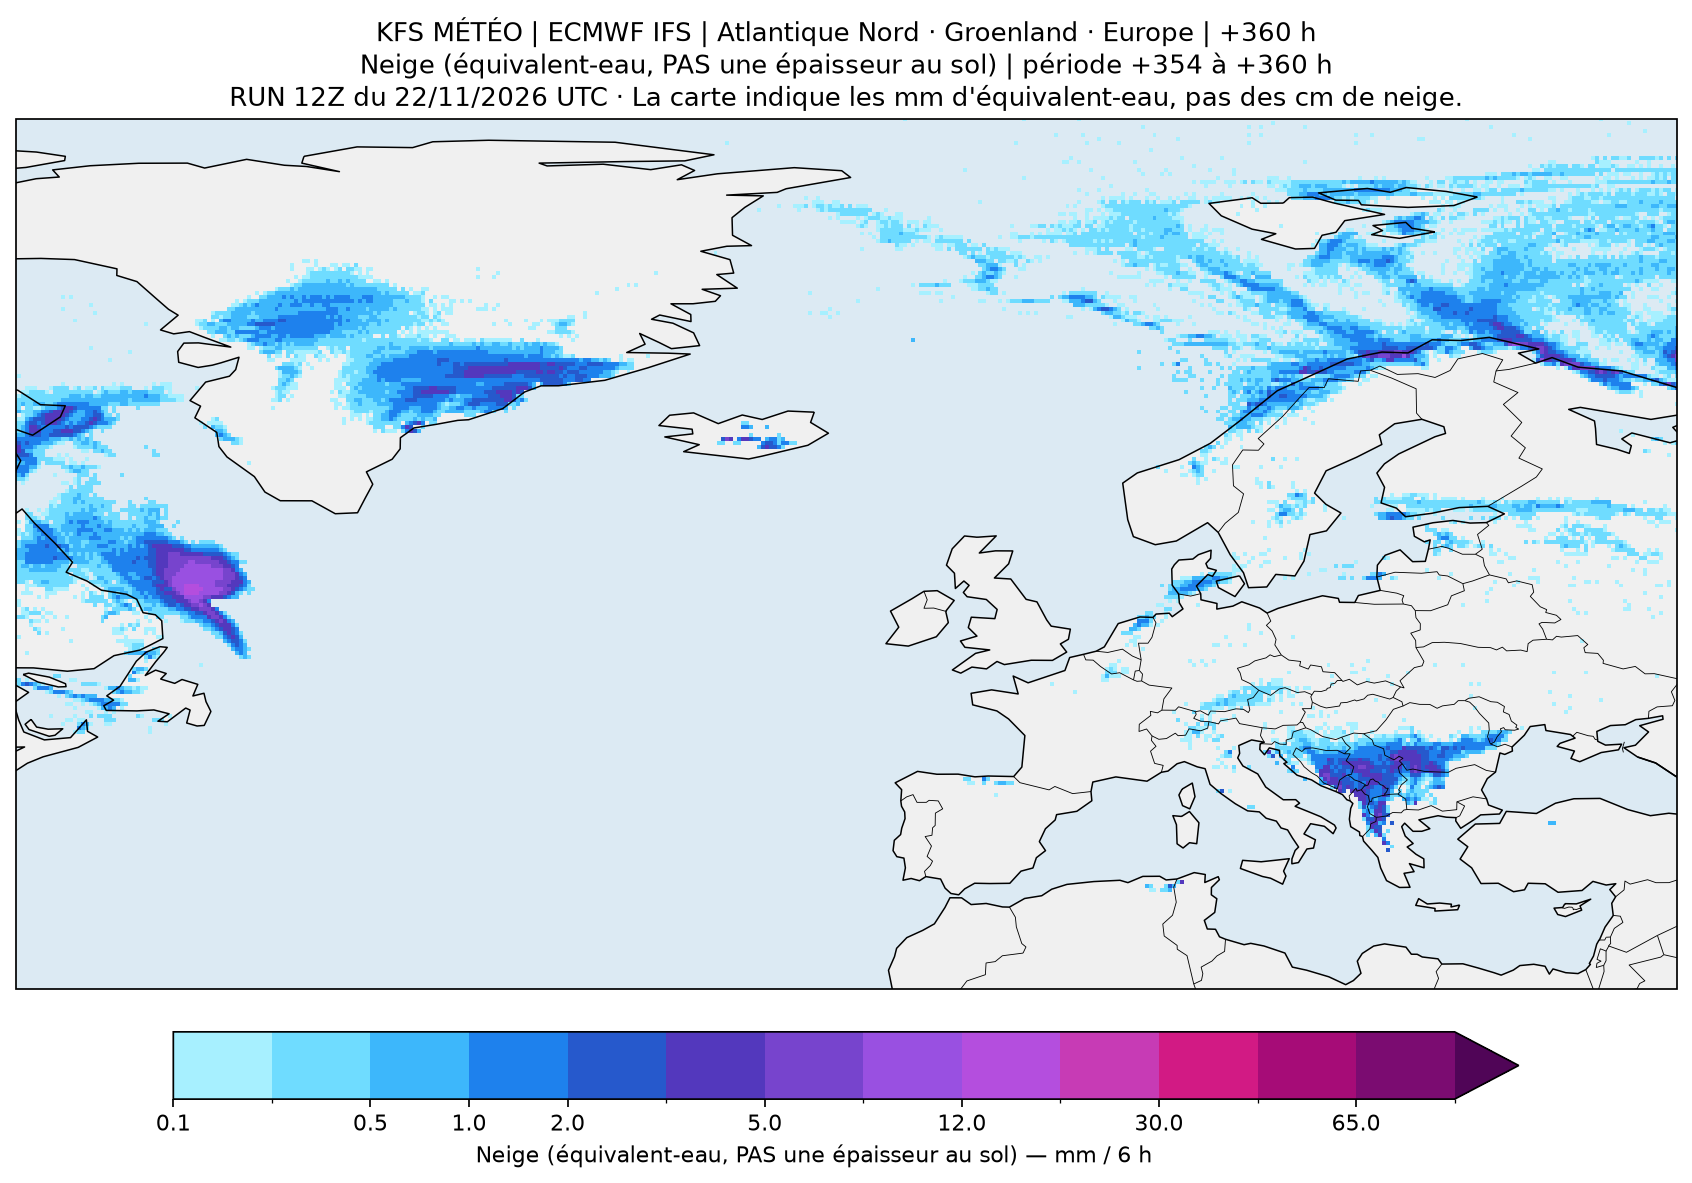 KFS MÉTÉO | ECMWF IFS | Atlantique Nord · Groenland · Europe | +360 h
Neige (équivalent-eau, PAS une épaisseur au sol) | période +354 à +360 h
RUN 12Z du 22/11/2026 UTC · La carte indique les mm d'équivalent-eau, pas des cm de neige.
0.1 0.5 1.0 2.0 5.0 12.0 30.0 65.0
Neige (équivalent-eau, PAS une épaisseur au sol) — mm / 6 h